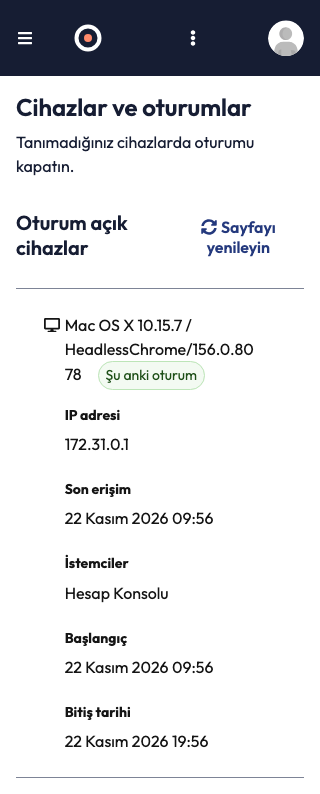 Cihazlar ve oturumlar
Tanımadığınız cihazlarda oturumu
kapatın.
Oturum açık
cihazlar
Sayfayı
yenileyin
Mac OS X 10.15.7 /
HeadlessChrome/156.0.80
78 Şu anki oturum
IP adresi
172.31.0.1
Son erişim
22 Kasım 2026 09:56
İstemciler
Hesap Konsolu
Başlangıç
22 Kasım 2026 09:56
Bitiş tarihi
22 Kasım 2026 19:56